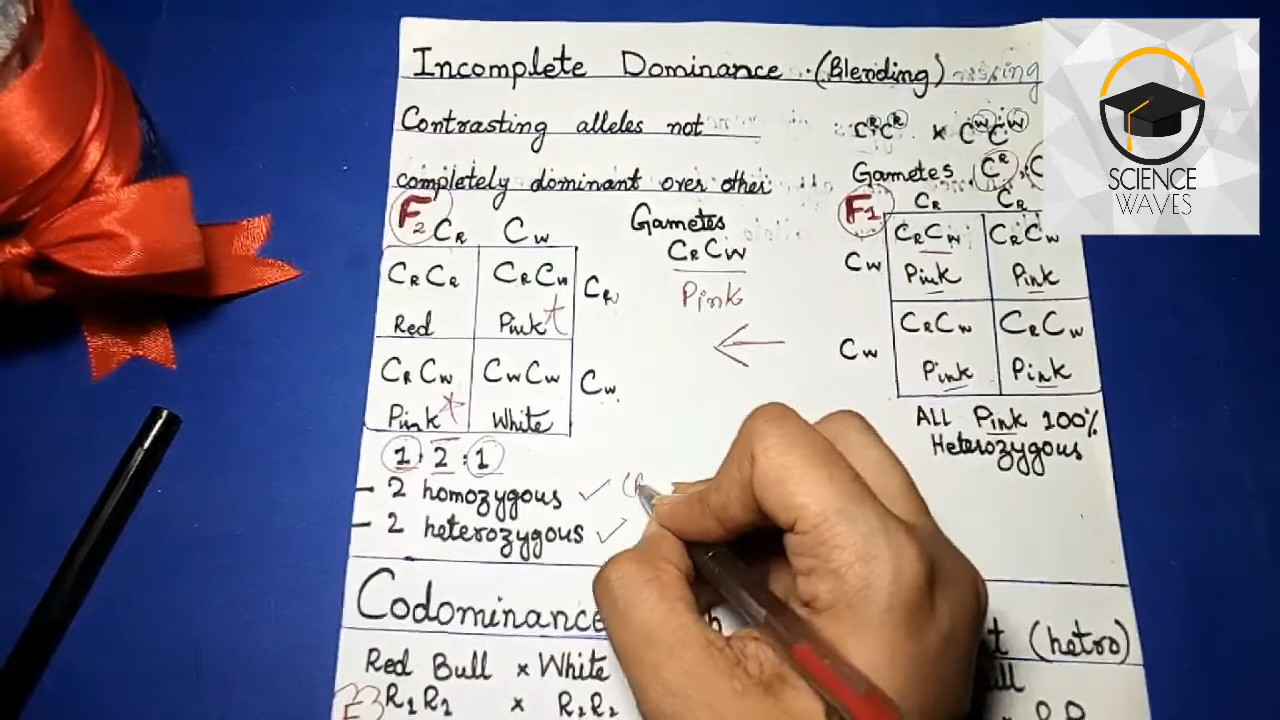 Incomplete Dominance (Blending)
Contrasting alleles not
completely dominant over other
CᴿCᴿ × CᵂCᵂ
Gametes Cᴿ
F1 CR CR
CW CRCW CRCW
Pink Pink
CW CRCW CRCW
Pink Pink
ALL Pink 100%
Heterozygous
Gametes
CRCW
Pink
F2 CR CW
CRCR CRCW CR
Red Pink
CRCW CWCW CW
Pink White
1 : 2 : 1
- 2 homozygous
- 2 heterozygous
Codominance
(hetro)
Red Bull × White
R1R1 × R2R2
SCIENCE
WAVES